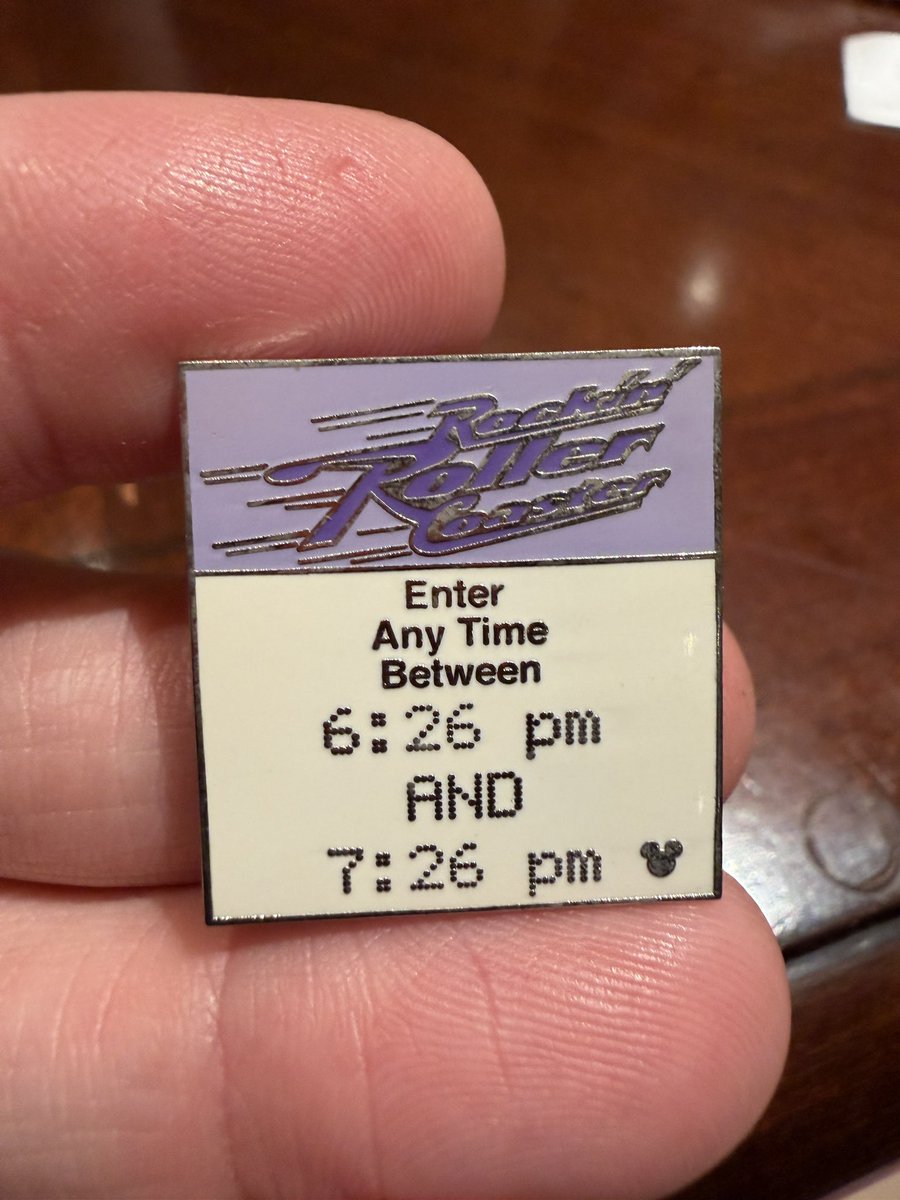 Rockin'
Roller
Coaster
Enter
Any Time
Between
6:26 pm
AND
7:26 pm